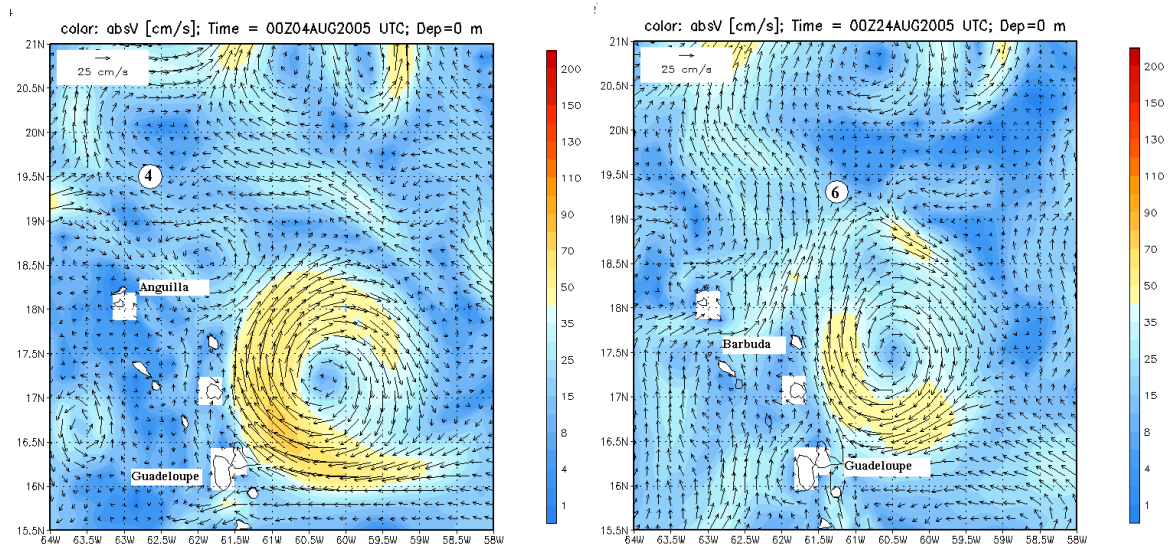 color: absV [cm/s]; Time = 00Z04AUG2005 UTC; Dep=0 m
21N
25 cm/s
20.5N
20N
19.5N
19N
18.5N
18N
17.5N
17N
16.5N
16N
15.5N
64W 63.5W 63W 62.5W 62W 61.5W 61W 60.5W 60W 59.5W 59W 58.5W 58W
4
Anguilla
Guadeloupe
200
150
130
110
90
70
50
35
25
15
8
4
1
color: absV [cm/s]; Time = 00Z24AUG2005 UTC; Dep=0 m
21N
25 cm/s
20.5N
20N
19.5N
19N
18.5N
18N
17.5N
17N
16.5N
16N
15.5N
64W 63.5W 63W 62.5W 62W 61.5W 61W 60.5W 60W 59.5W 59W 58.5W 58W
6
Barbuda
Guadeloupe
200
150
130
110
90
70
50
35
25
15
8
4
1